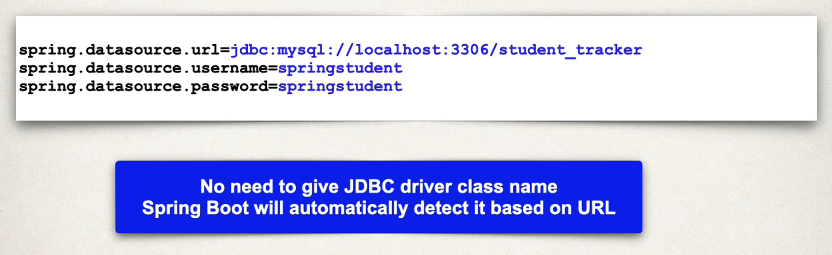 spring.datasource.url=jdbc:mysql://localhost:3306/student_tracker
spring.datasource.username=springstudent
spring.datasource.password=springstudent
No need to give JDBC driver class name
Spring Boot will automatically detect it based on URL